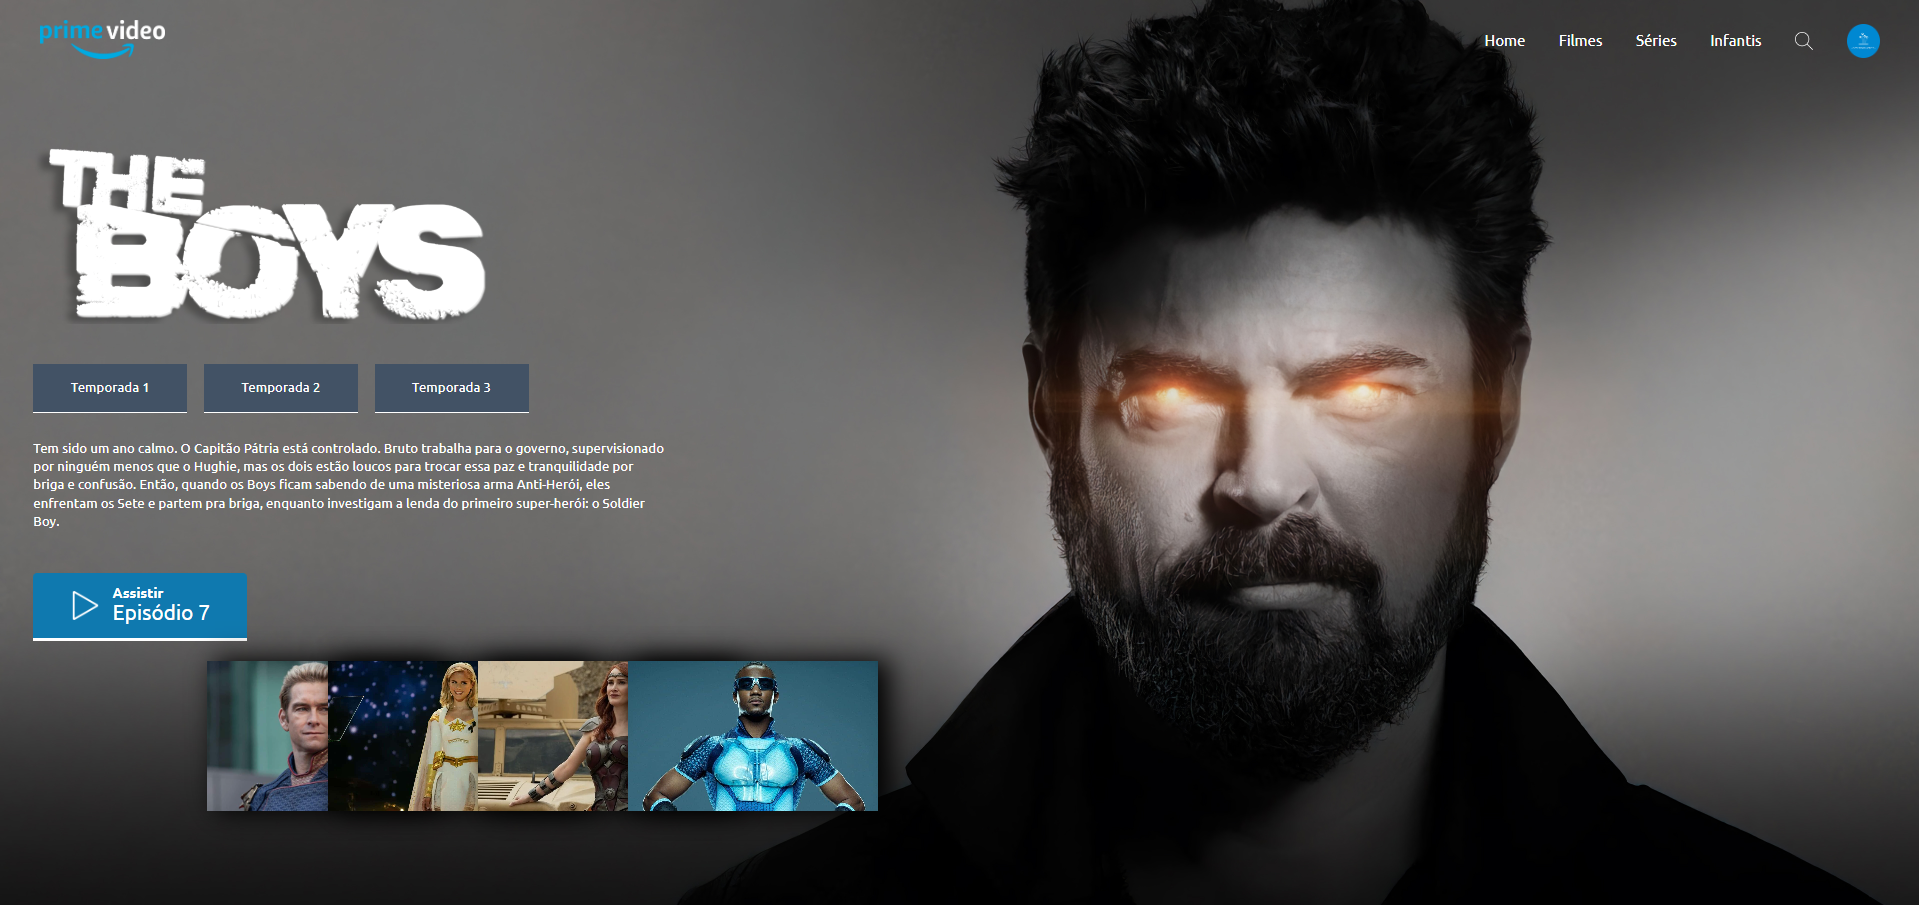 prime video
Home
Filmes
Séries
Infantis
THE
BOYS
Temporada 1
Temporada 2
Temporada 3
Tem sido um ano calmo. O Capitão Pátria está controlado. Bruto trabalha para o governo, supervisionado
por ninguém menos que o Hughie, mas os dois estão loucos para trocar essa paz e tranquilidade por
briga e confusão. Então, quando os Boys ficam sabendo de uma misteriosa arma Anti-Herói, eles
enfrentam os Sete e partem pra briga, enquanto investigam a lenda do primeiro super-herói: o Soldier
Boy.
Assistir
Episódio 7